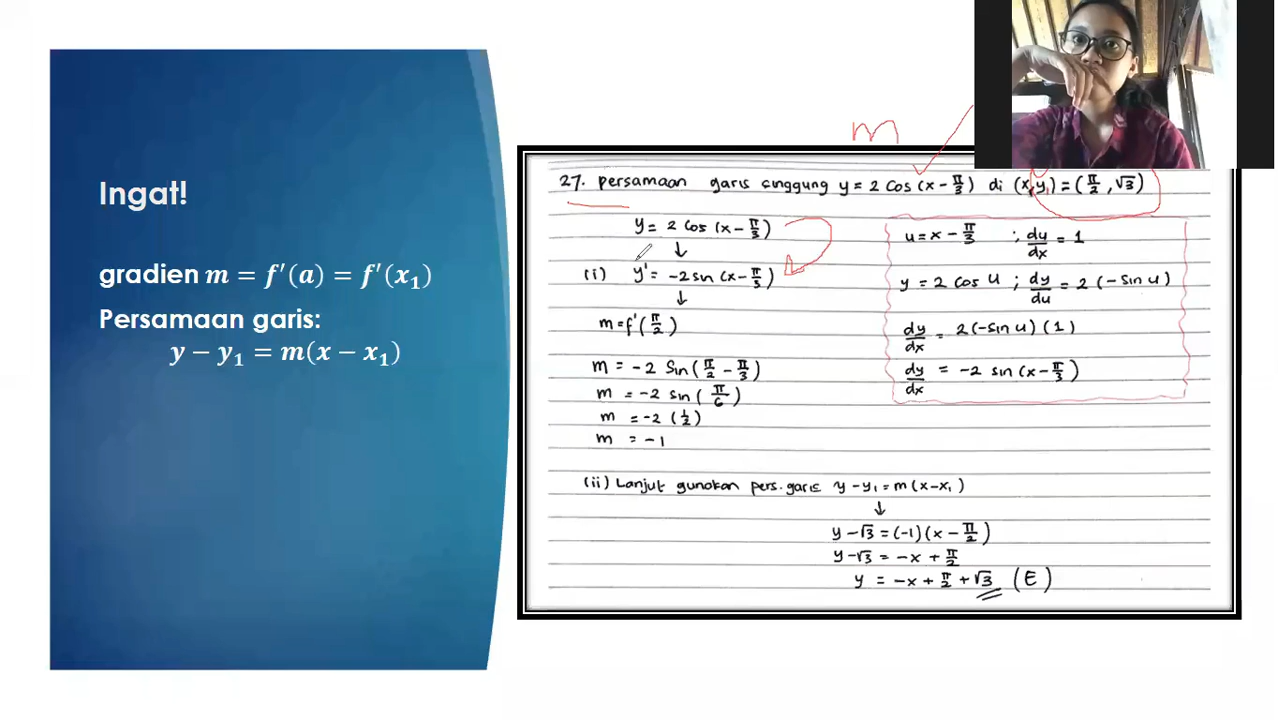 Ingat!
gradien m = f′(a) = f′(x₁)
Persamaan garis:
y − y₁ = m(x − x₁)
m
27. persamaan garis singgung y = 2 cos (x − π/3) di (x, y₁) = (π/2, √3)
y = 2 cos (x − π/3)
↓
(i) y' = −2 sin (x − π/3)
↓
m = f'(π/2)
m = −2 sin (π/2 − π/3)
m = −2 sin (π/6)
m = −2 (1/2)
m = −1
u = x − π/3 ; du/dx = 1
y = 2 cos u ; dy/du = 2 (−sin u)
dy/dx = 2(−sin u) (1)
dy/dx = −2 sin (x − π/3)
(ii) Lanjut gunakan pers. garis y − y₁ = m(x − x₁)
↓
y − √3 = (−1)(x − π/2)
y − √3 = −x + π/2
y = −x + π/2 + √3 (E)